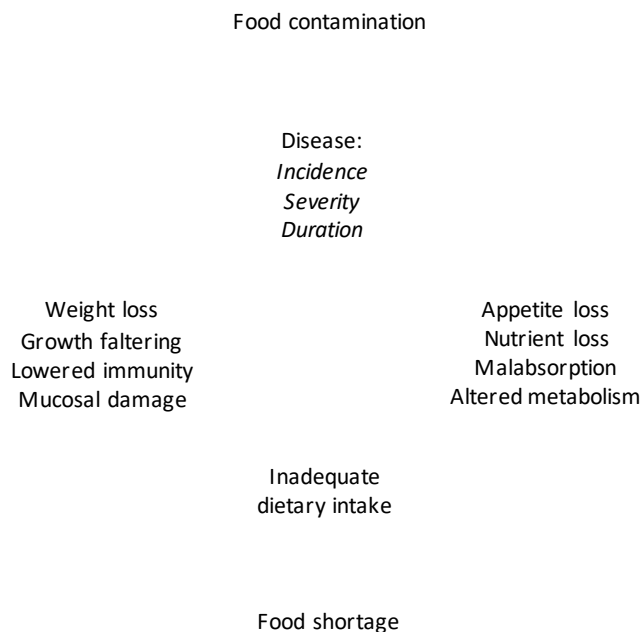 Food contamination
Disease:
Incidence
Severity
Duration
Weight loss
Growth faltering
Lowered immunity
Mucosal damage
Appetite loss
Nutrient loss
Malabsorption
Altered metabolism
Inadequate
dietary intake
Food shortage